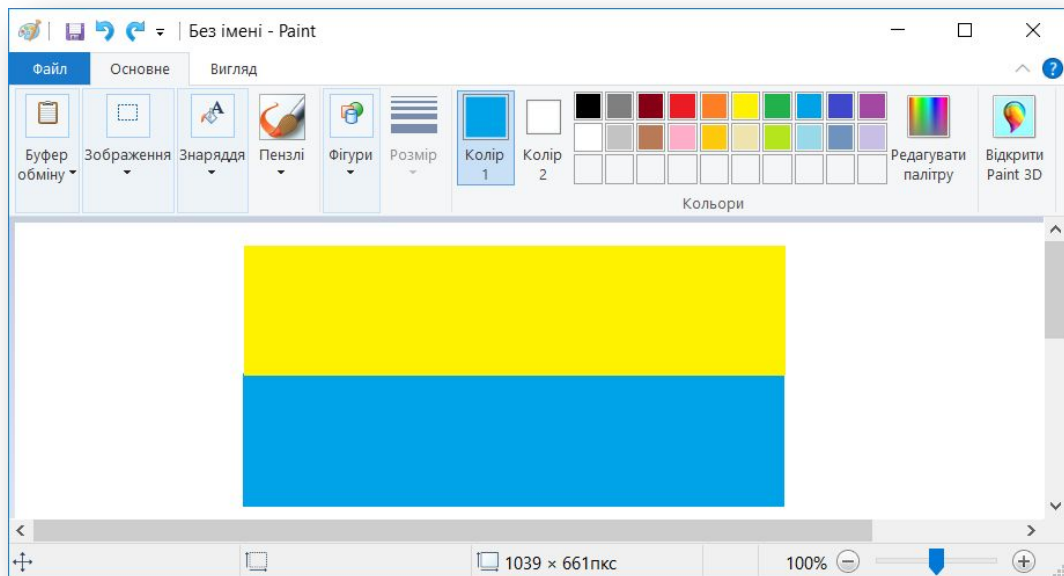 Без імені - Paint
Файл Основне Вигляд
Буфер обміну
Зображення
Знаряддя
Пензлі
Фігури
Розмір
Колір 1
Колір 2
Редагувати палітру
Відкрити Paint 3D
Кольори
1039 × 661пкс
100%